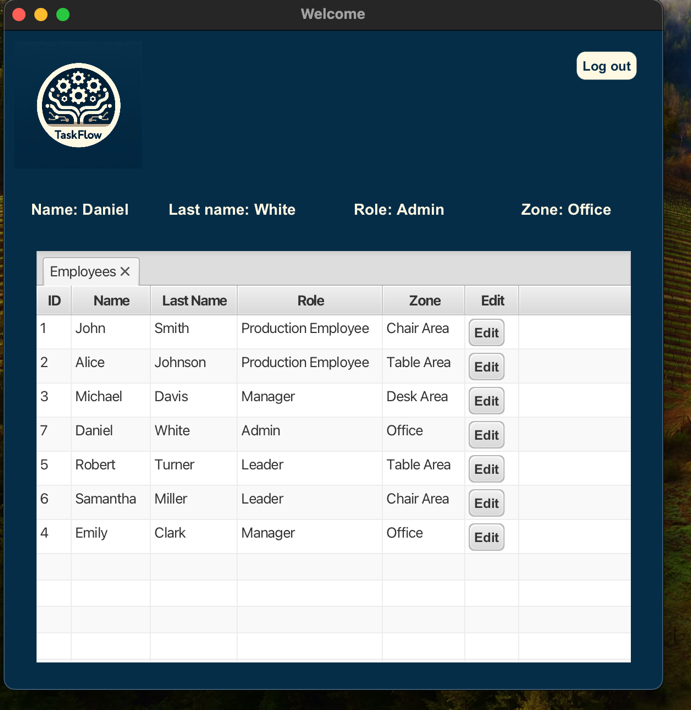 Welcome
Log out
TaskFlow
Name: Daniel Last name: White Role: Admin Zone: Office
Employees ✕
ID Name Last Name Role Zone Edit
1 John Smith Production Employee Chair Area Edit
2 Alice Johnson Production Employee Table Area Edit
3 Michael Davis Manager Desk Area Edit
7 Daniel White Admin Office Edit
5 Robert Turner Leader Table Area Edit
6 Samantha Miller Leader Chair Area Edit
4 Emily Clark Manager Office Edit